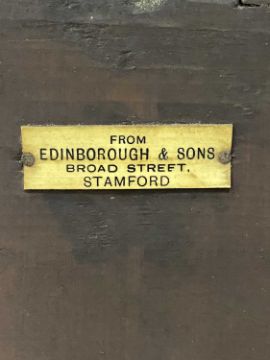 FROM
EDINBOROUGH & SONS
BROAD STREET,
STAMFORD